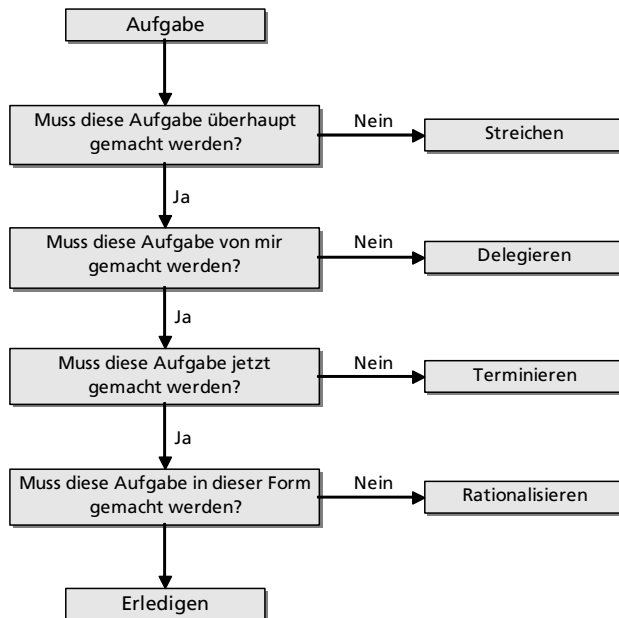 Aufgabe
Muss diese Aufgabe überhaupt
gemacht werden?
Nein
Streichen
Ja
Muss diese Aufgabe von mir
gemacht werden?
Nein
Delegieren
Ja
Muss diese Aufgabe jetzt
gemacht werden?
Nein
Terminieren
Ja
Muss diese Aufgabe in dieser Form
gemacht werden?
Nein
Rationalisieren
Erledigen